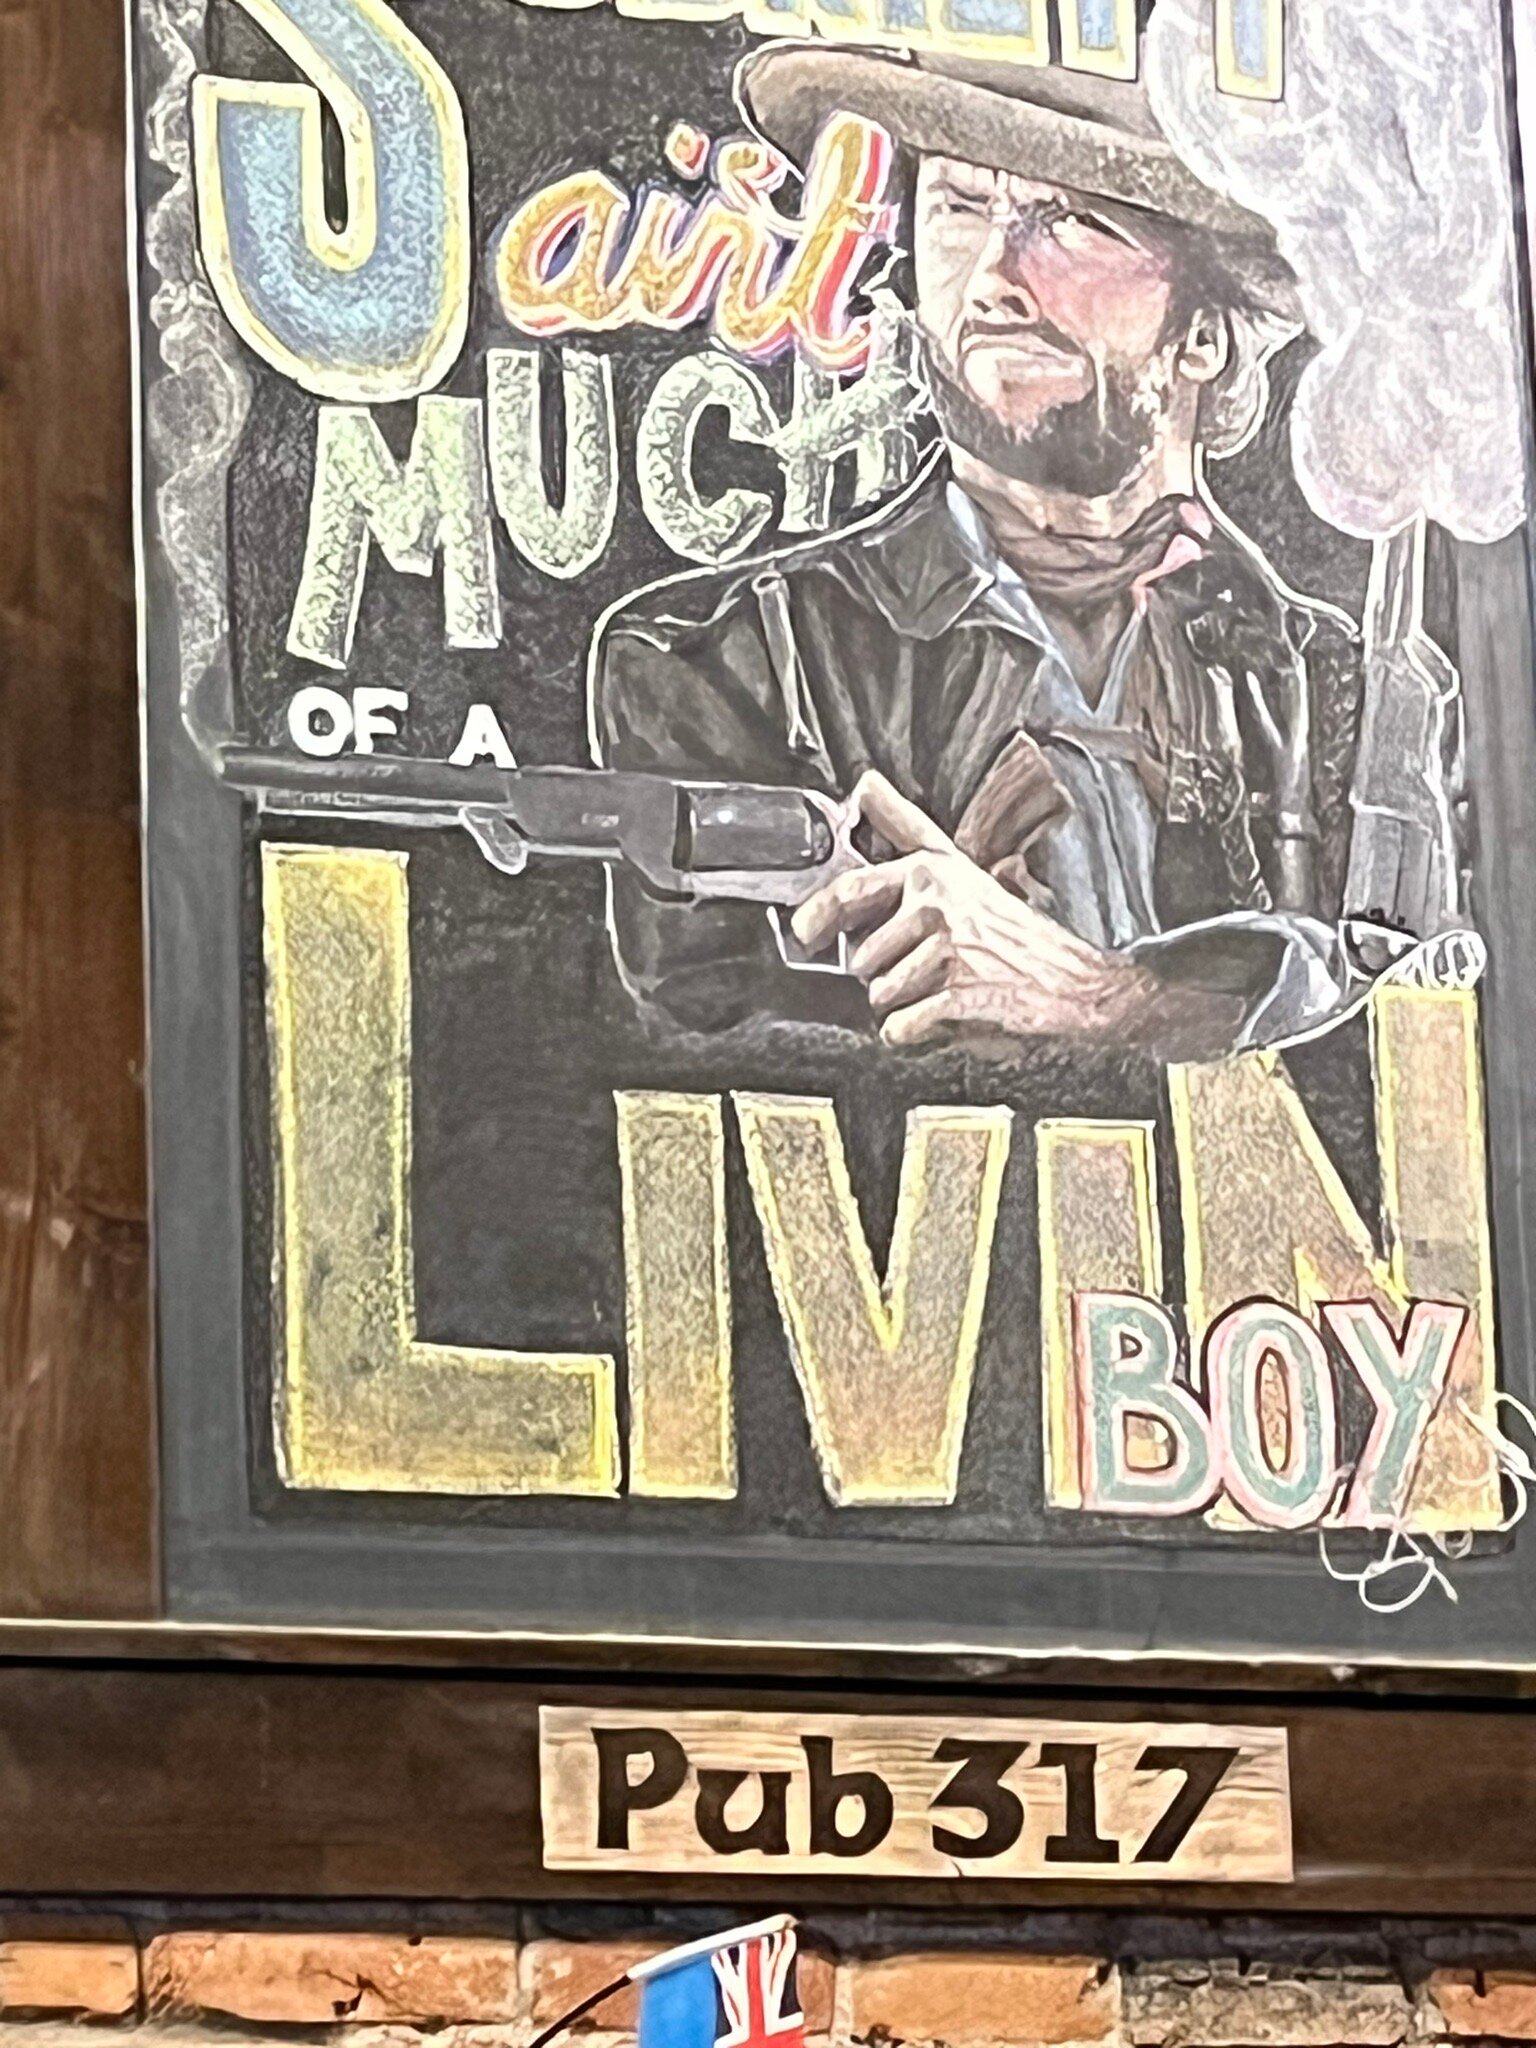 ain't
MUCH
OF A
LIVIN
BOY
Pub 317